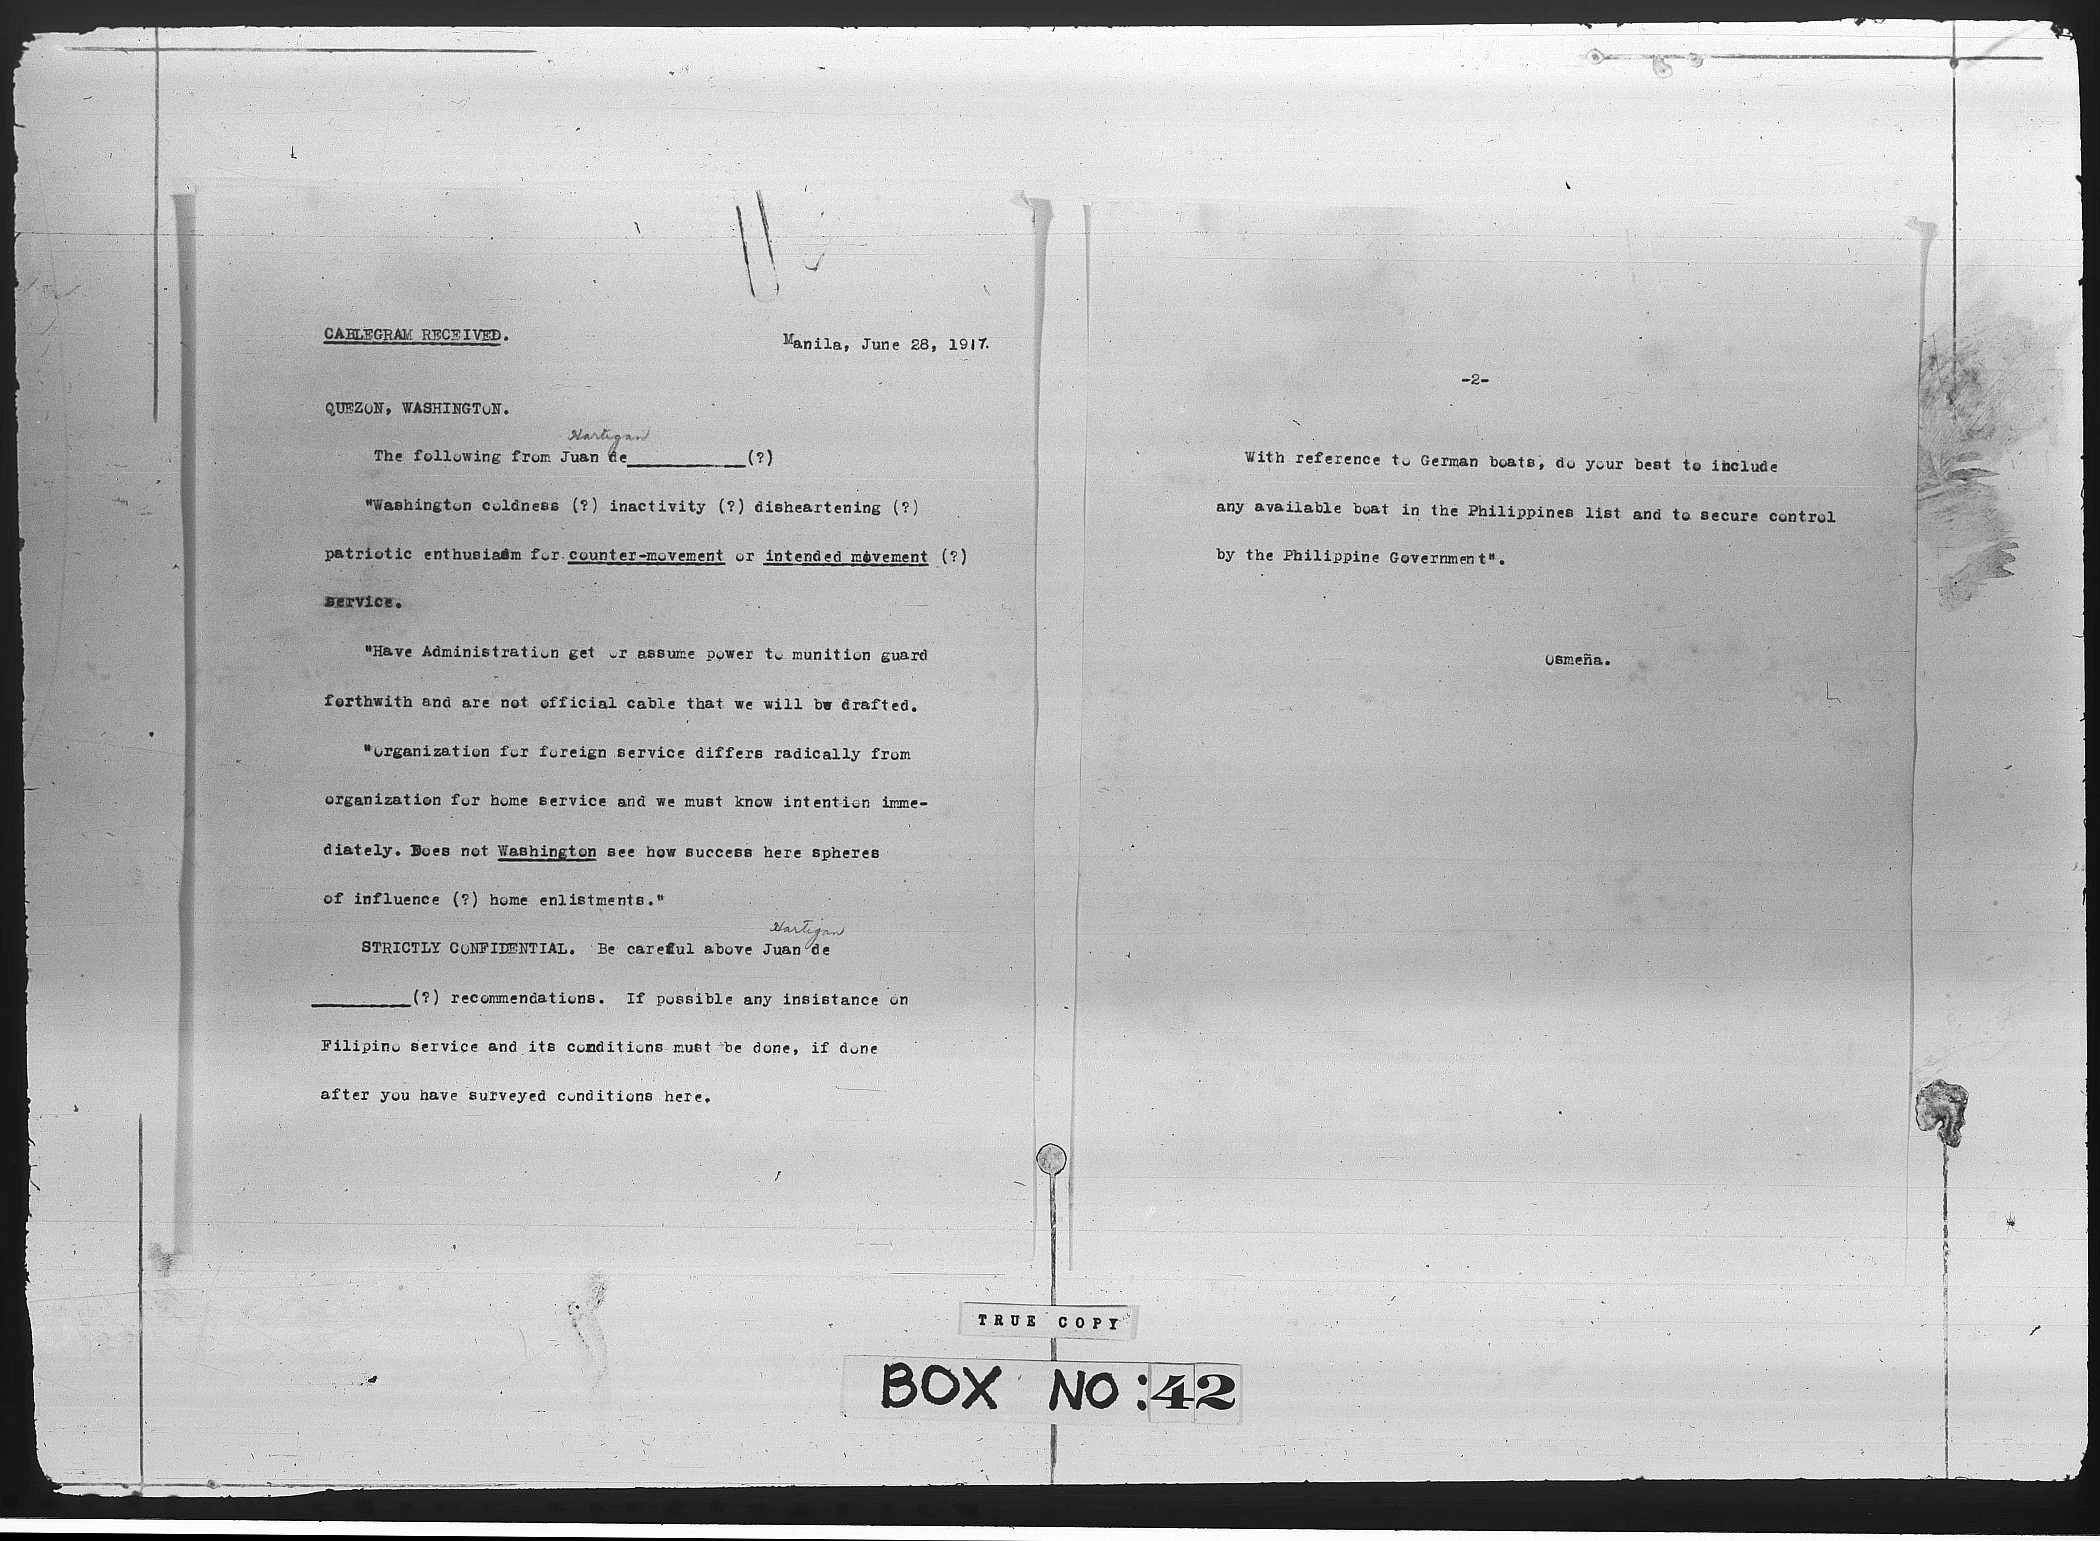 CABLEGRAM RECEIVED.
Manila, June 28, 1917.
QUEZON, WASHINGTON.
Hartigan
The following from Juan de__________(?)
"Washington coldness (?) inactivity (?) disheartening (?)
patriotic enthusiasm for counter-movement or intended movement (?)
service.
"Have Administration get or assume power to munition guard
forthwith and are not official cable that we will be drafted.
"Organization for foreign service differs radically from
organization for home service and we must know intention imme-
diately. Does not Washington see how success here spheres
of influence (?) home enlistments."
Hartigan
STRICTLY CONFIDENTIAL. Be careful above Juan de
__________(?) recommendations. If possible any insistance on
Filipino service and its conditions must be done, if done
after you have surveyed conditions here.
-2-
With reference to German boats, do your best to include
any available boat in the Philippines list and to secure control
by the Philippine Government".
Osmeña.
TRUE COPY
BOX NO:42